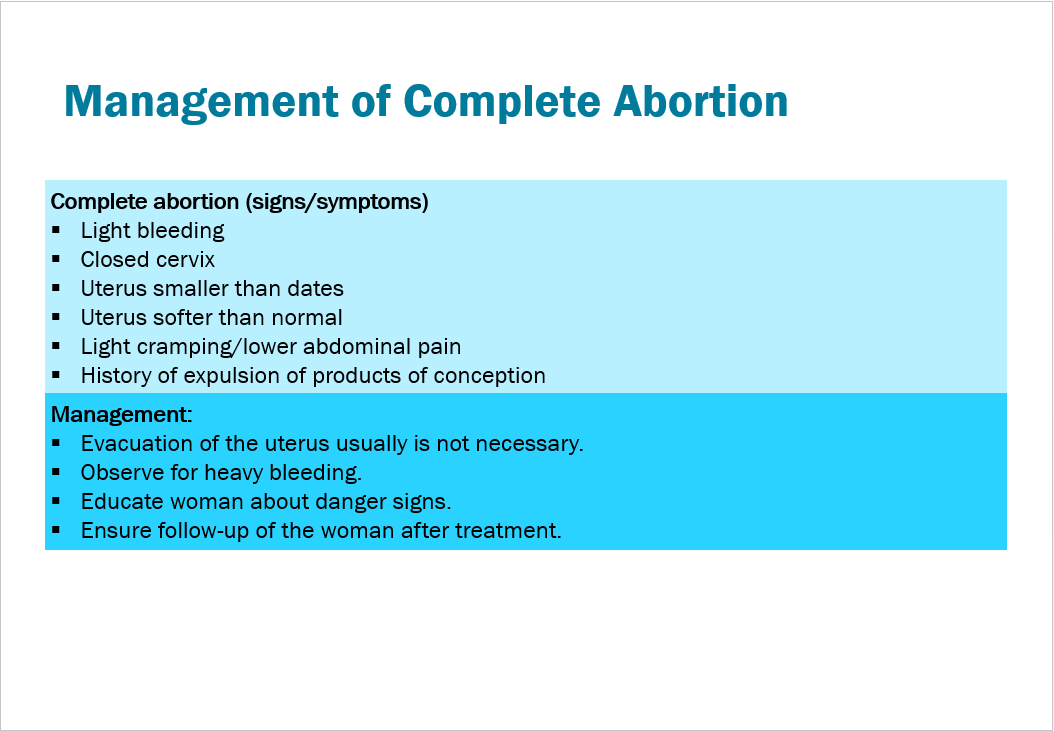 Management of Complete Abortion
Complete abortion (signs/symptoms)
▪ Light bleeding
▪ Closed cervix
▪ Uterus smaller than dates
▪ Uterus softer than normal
▪ Light cramping/lower abdominal pain
▪ History of expulsion of products of conception
Management:
▪ Evacuation of the uterus usually is not necessary.
▪ Observe for heavy bleeding.
▪ Educate woman about danger signs.
▪ Ensure follow-up of the woman after treatment.